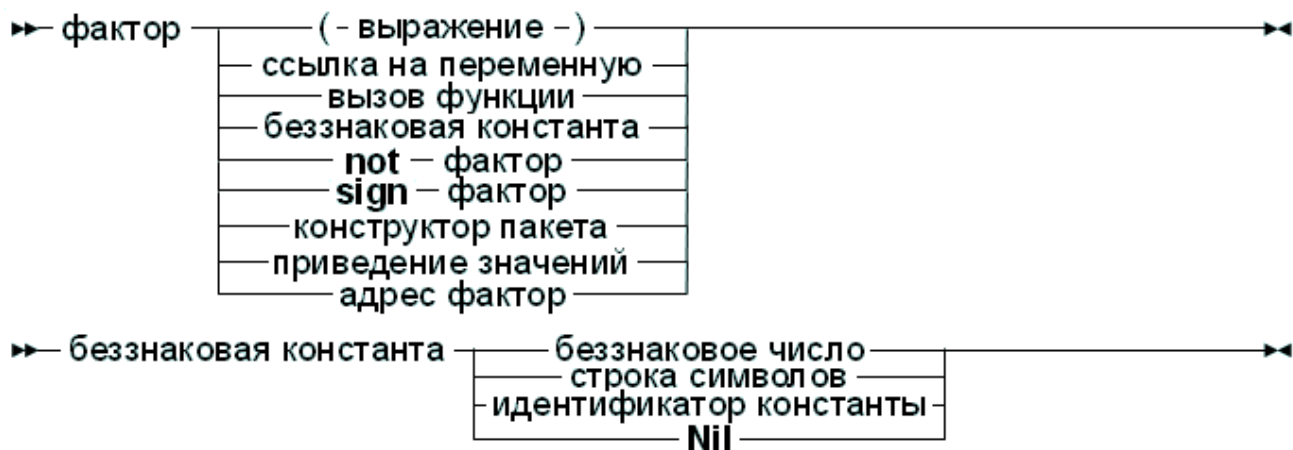 фактор ( - выражение - )
ссылка на переменную
вызов функции
беззнаковая константа
not фактор
sign фактор
конструктор пакета
приведение значений
адрес фактор
беззнаковая константа беззнаковое число
строка символов
идентификатор константы
Nil